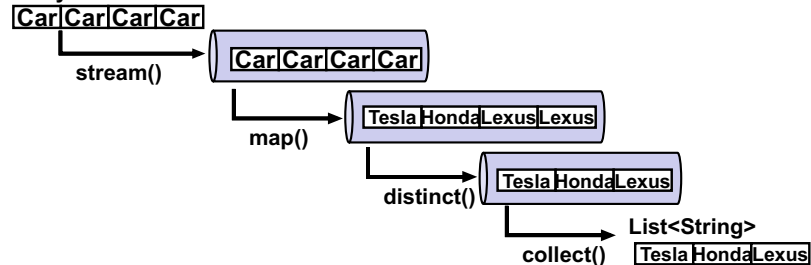 Car Car Car Car
stream()
Car Car Car Car
map()
Tesla Honda Lexus Lexus
distinct()
Tesla Honda Lexus
collect()
List<String>
Tesla Honda Lexus